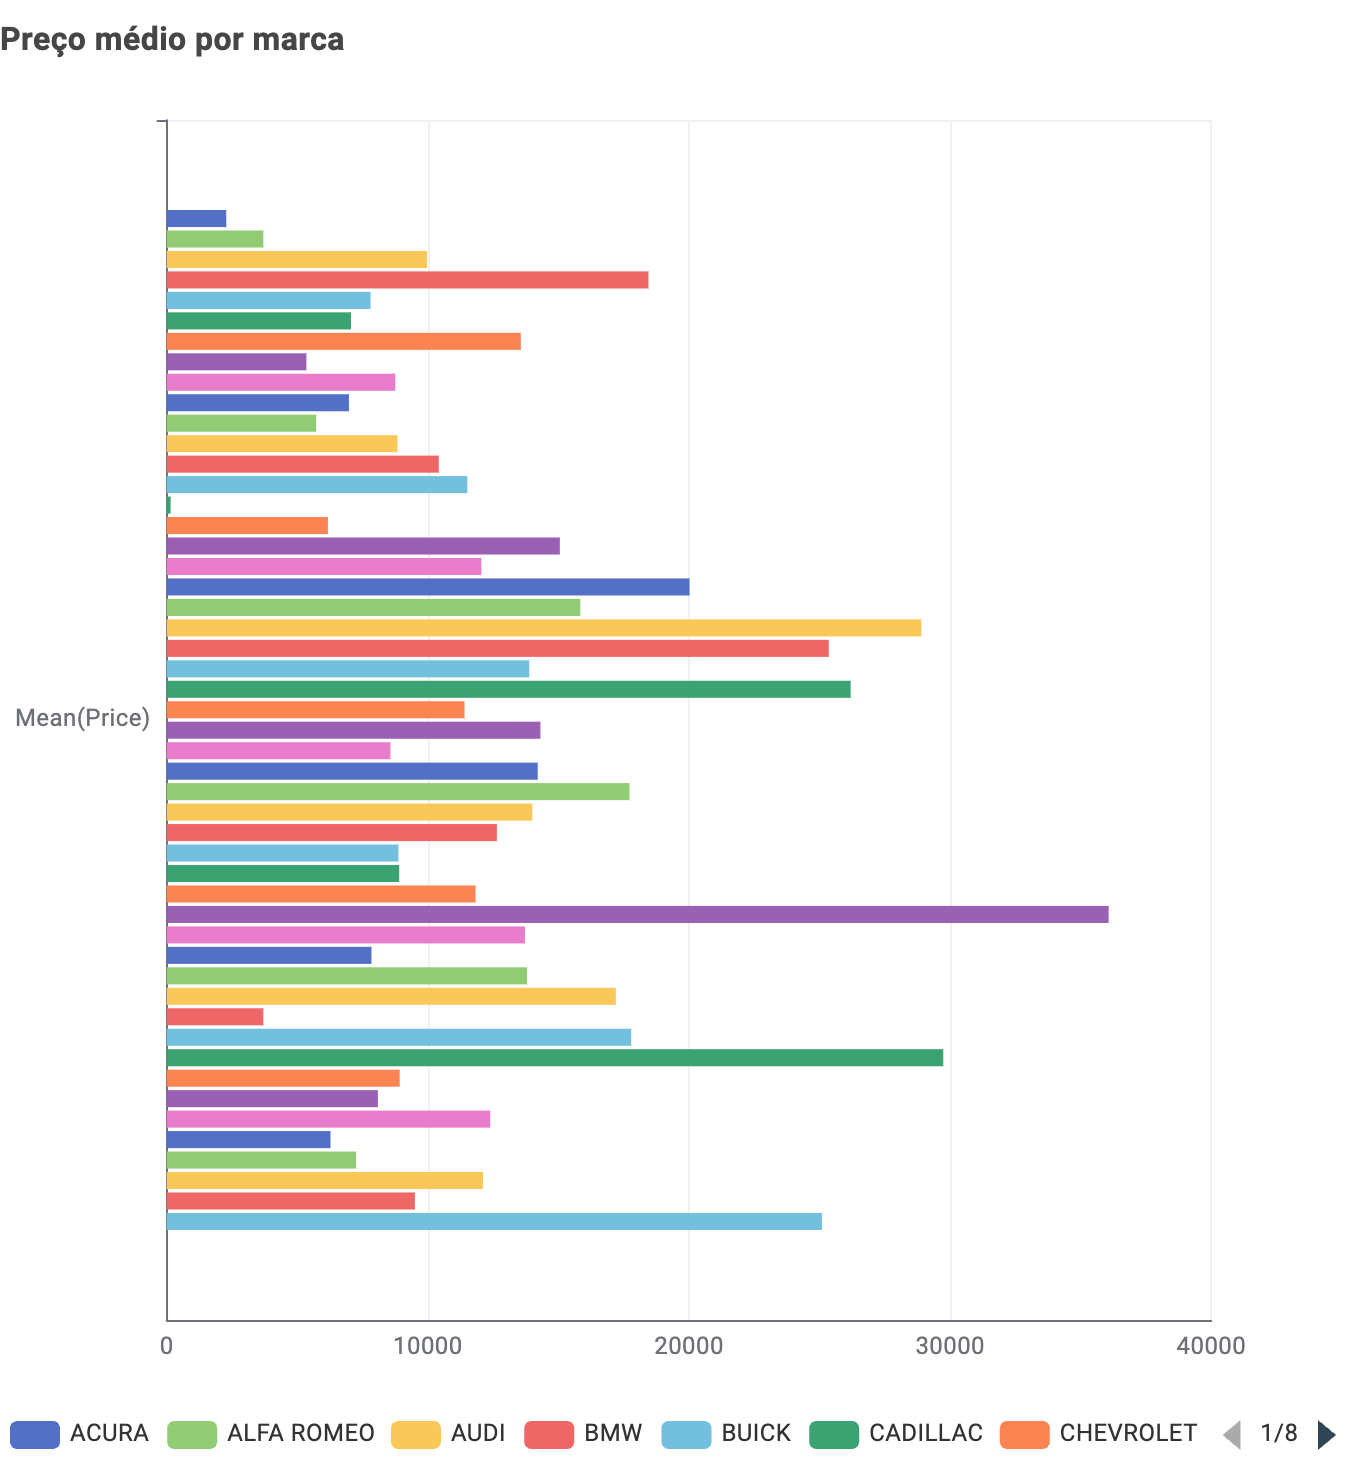 Preço médio por marca
Mean(Price)
0 10000 20000 30000 40000
ACURA ALFA ROMEO AUDI BMW BUICK CADILLAC CHEVROLET 1/8